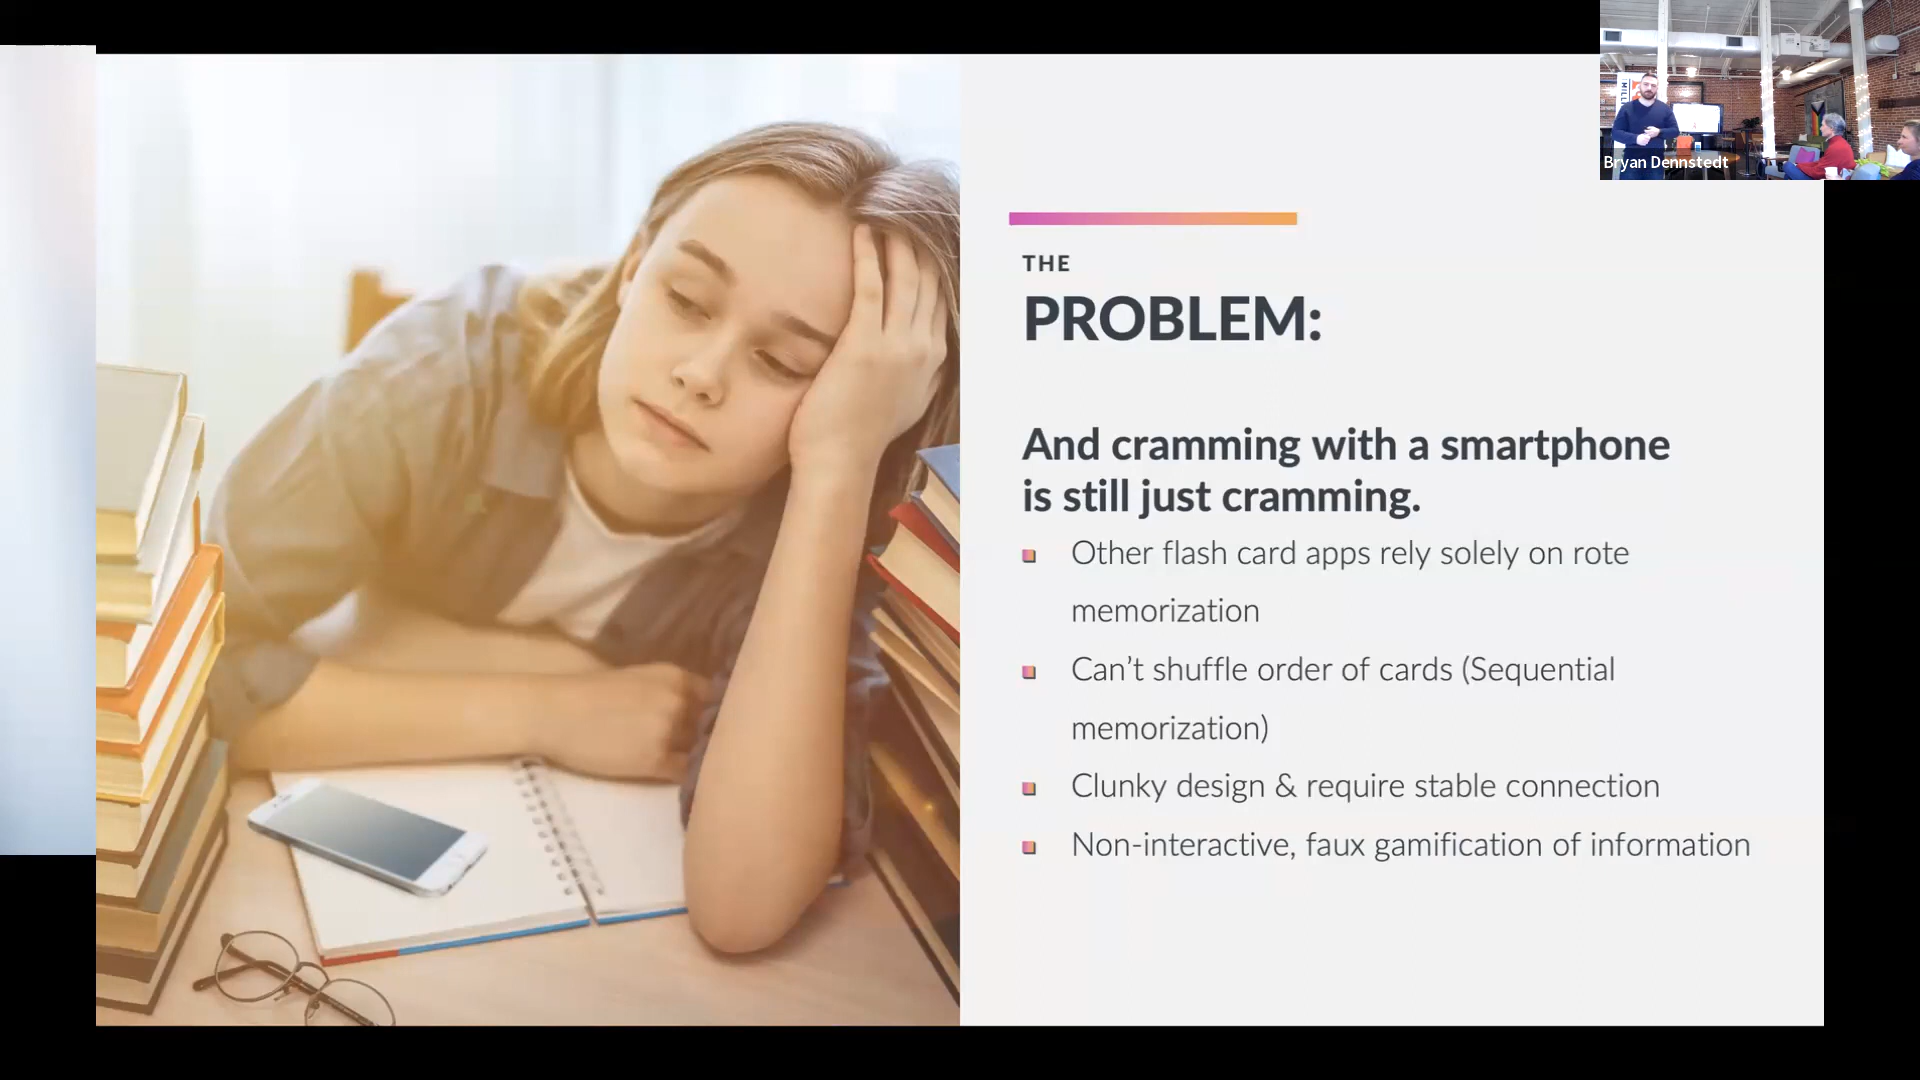 Bryan Dennstedt
THE
PROBLEM:
And cramming with a smartphone
is still just cramming.
Other flash card apps rely solely on rote
memorization
Can’t shuffle order of cards (Sequential
memorization)
Clunky design & require stable connection
Non-interactive, faux gamification of information